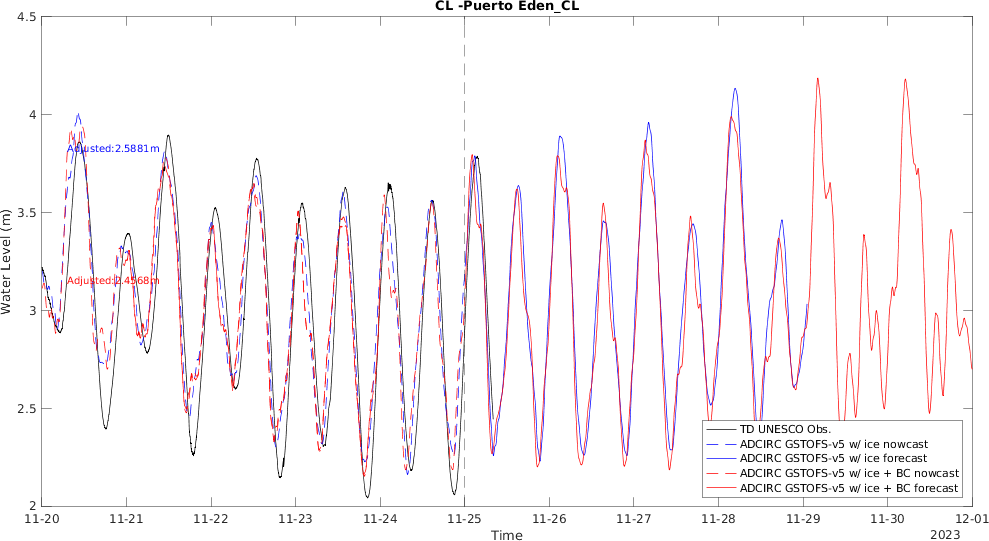 CL -Puerto Eden_CL
4.5
4
3.5
3
2.5
2
Water Level (m)
Adjusted:2.5881m
Adjusted:2.4568m
TD UNESCO Obs.
ADCIRC GSTOFS-v5 w/ ice nowcast
ADCIRC GSTOFS-v5 w/ ice forecast
ADCIRC GSTOFS-v5 w/ ice + BC nowcast
ADCIRC GSTOFS-v5 w/ ice + BC forecast
11-20 11-21 11-22 11-23 11-24 11-25 11-26 11-27 11-28 11-29 11-30 12-01
Time
2023